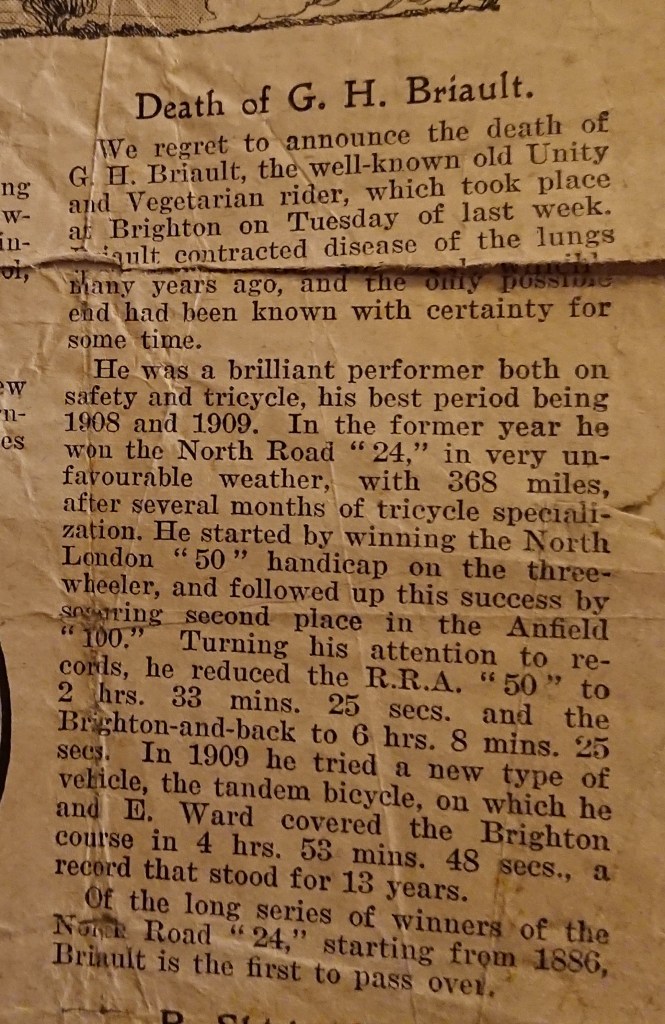 Death of G. H. Briault.
We regret to announce the death of
G. H. Briault, the well-known old Unity
and Vegetarian rider, which took place
at Brighton on Tuesday of last week.
Briault contracted disease of the lungs
many years ago, and the only possible
end had been known with certainty for
some time.
He was a brilliant performer both on
safety and tricycle, his best period being
1908 and 1909. In the former year he
won the North Road "24," in very un-
favourable weather, with 368 miles,
after several months of tricycle speciali-
zation. He started by winning the North
London "50" handicap on the three-
wheeler, and followed up this success by
securing second place in the Anfield
"100." Turning his attention to re-
cords, he reduced the R.R.A. "50" to
2 hrs. 33 mins. 25 secs. and the
Brighton-and-back to 6 hrs. 8 mins. 25
secs. In 1909 he tried a new type of
vehicle, the tandem bicycle, on which he
and E. Ward covered the Brighton
course in 4 hrs. 53 mins. 48 secs., a
record that stood for 13 years.
Of the long series of winners of the
North Road "24," starting from 1886,
Briault is the first to pass over.
ng
w-
in-
ol,
ew
n-
es